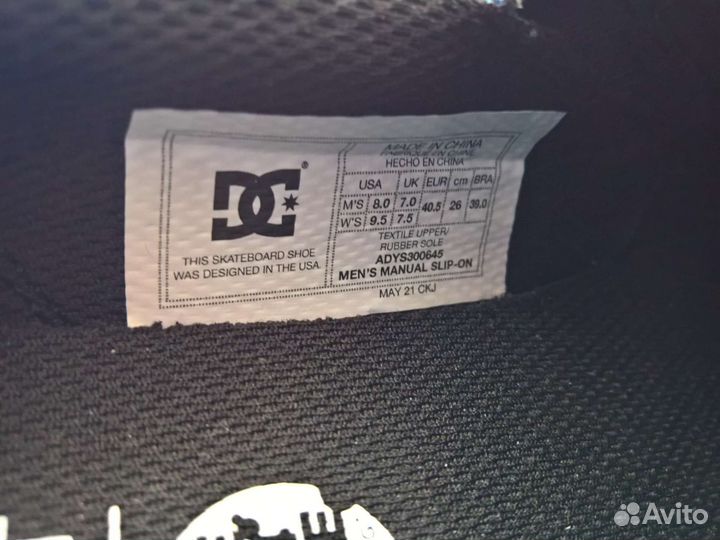 DC
®
THIS SKATEBOARD SHOE
WAS DESIGNED IN THE USA.
MADE IN CHINA
FABRIQUE EN CHINE
HECHO EN CHINA
USA UK EUR cm BRA
M'S 8.0 7.0 40.5 26 39.0
W'S 9.5 7.5
TEXTILE UPPER/
RUBBER SOLE
ADYS300645
MEN'S MANUAL SLIP-ON
MAY 21 CKJ
Avito